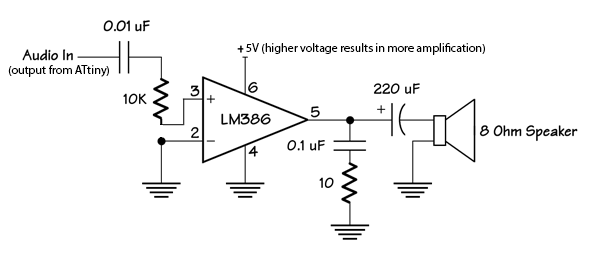 0.01 uF
Audio In
(output from ATtiny)
+5V (higher voltage results in more amplification)
10K
3
+
6
LM386
5
2
-
4
220 uF
+
8 Ohm Speaker
0.1 uF
10